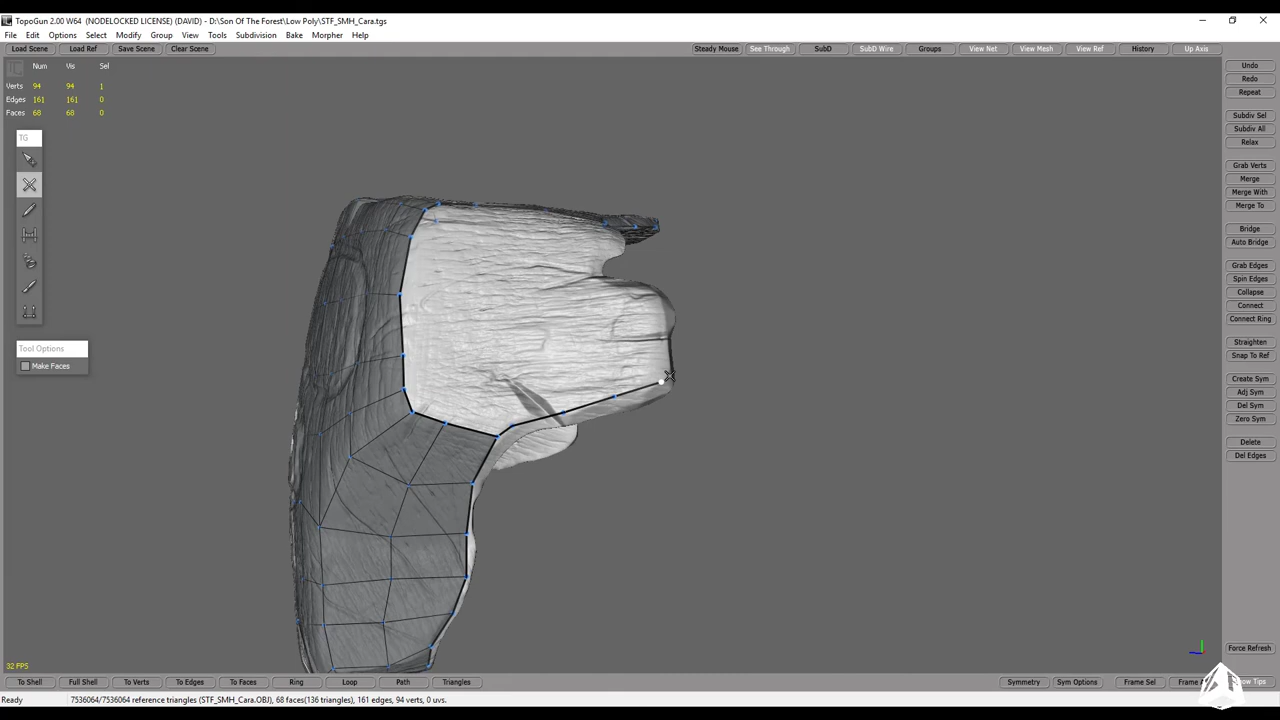 TopoGun 2.00 W64 (NODELOCKED LICENSE) (DAVID) - D:\Son Of The Forest\Low Poly\STF_SMH_Cara.tgs
File Edit Options Select Modify Group View Tools Subdivision Bake Morpher Help
Load Scene Load Ref Save Scene Clear Scene Steady Mouse See Through SubD SubD Wire Groups View Net View Mesh View Ref History Up Axis
Num Vis Sel
Verts 94 94 1
Edges 161 161 0
Faces 68 68 0
TG
Tool Options
Make Faces
Undo
Redo
Repeat
Subdiv Sel
Subdiv All
Relax
Grab Verts
Merge
Merge With
Merge To
Bridge
Auto Bridge
Grab Edges
Spin Edges
Collapse
Connect
Connect Ring
Straighten
Snap To Ref
Create Sym
Adj Sym
Del Sym
Zero Sym
Delete
Del Edges
Force Refresh
32 FPS
To Shell Full Shell To Verts To Edges To Faces Ring Loop Path Triangles Symmetry Sym Options Frame Sel Frame Tips
Ready 7536064/7536064 reference triangles (STF_SMH_Cara.OBJ), 68 faces(136 triangles), 161 edges, 94 verts, 0 uvs.